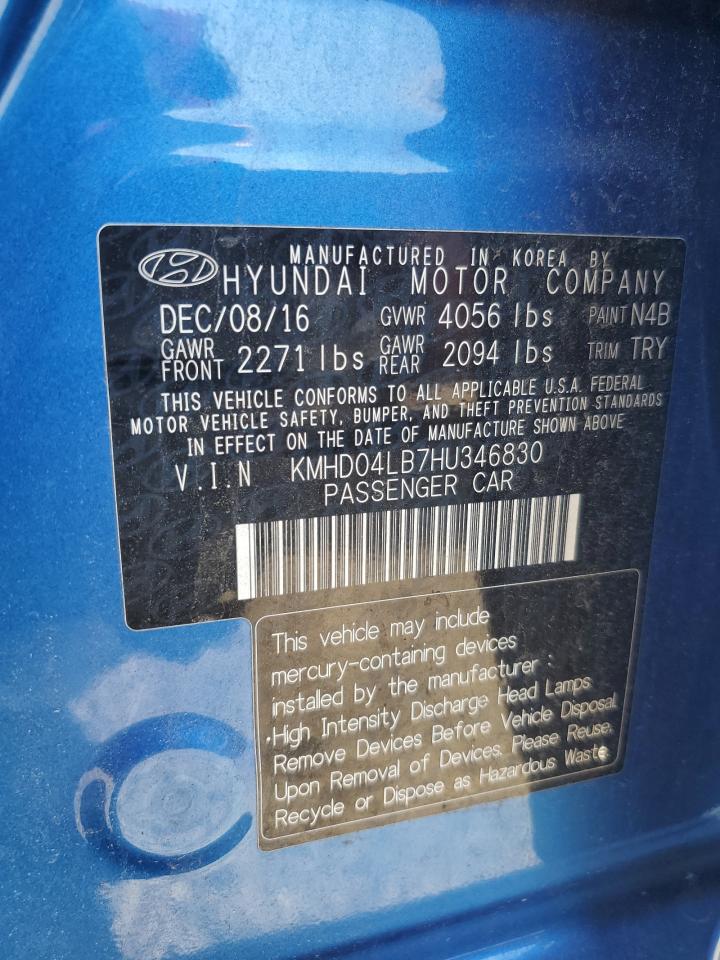 MANUFACTURED IN KOREA BY
HYUNDAI MOTOR COMPANY
DEC/08/16 GVWR 4056 lbs PAINT N4B
GAWR FRONT 2271 lbs GAWR REAR 2094 lbs TRIM TRY
THIS VEHICLE CONFORMS TO ALL APPLICABLE U.S.A. FEDERAL
MOTOR VEHICLE SAFETY, BUMPER, AND THEFT PREVENTION STANDARDS
IN EFFECT ON THE DATE OF MANUFACTURE SHOWN ABOVE
V.I.N KMHD04LB7HU346830
PASSENGER CAR
This vehicle may include
mercury-containing devices
installed by the manufacturer :
•High Intensity Discharge Head Lamps
Remove Devices Before Vehicle Disposal.
Upon Removal of Devices. Please Reuse,
Recycle or Dispose as Hazardous Waste.